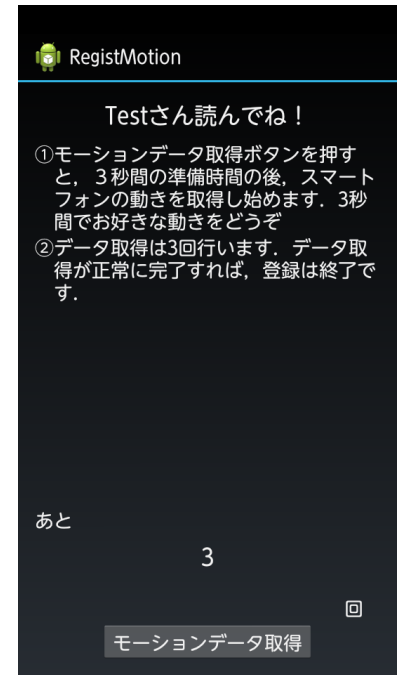 RegistMotion
Testさん読んでね！
①モーションデータ取得ボタンを押す
と，３秒間の準備時間の後，スマート
フォンの動きを取得し始めます．3秒
間でお好きな動きをどうぞ
②データ取得は3回行います．データ取
得が正常に完了すれば，登録は終了で
す．
あと
3
回
モーションデータ取得